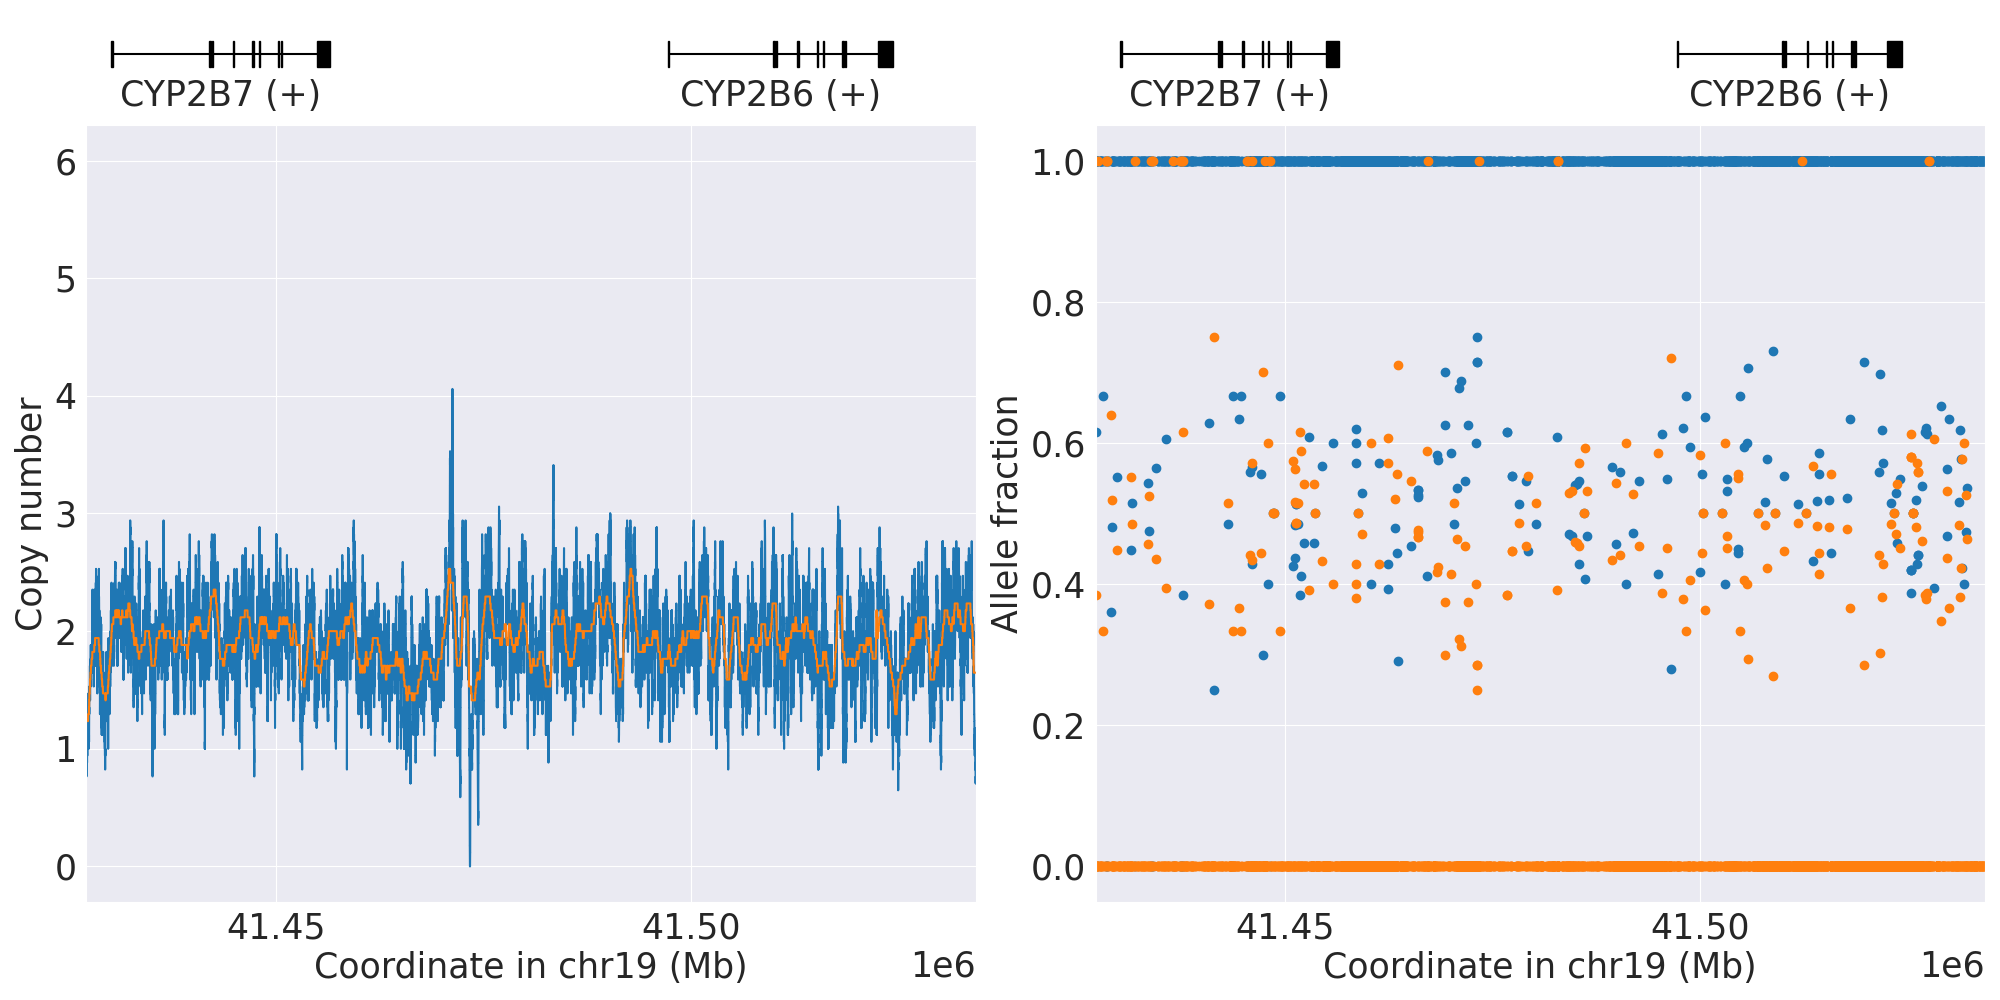 CYP2B7 (+)
CYP2B6 (+)
6
5
4
3
2
1
0
Copy number
41.45
41.50
Coordinate in chr19 (Mb)
1e6
CYP2B7 (+)
CYP2B6 (+)
1.0
0.8
0.6
0.4
0.2
0.0
Allele fraction
41.45
41.50
Coordinate in chr19 (Mb)
1e6